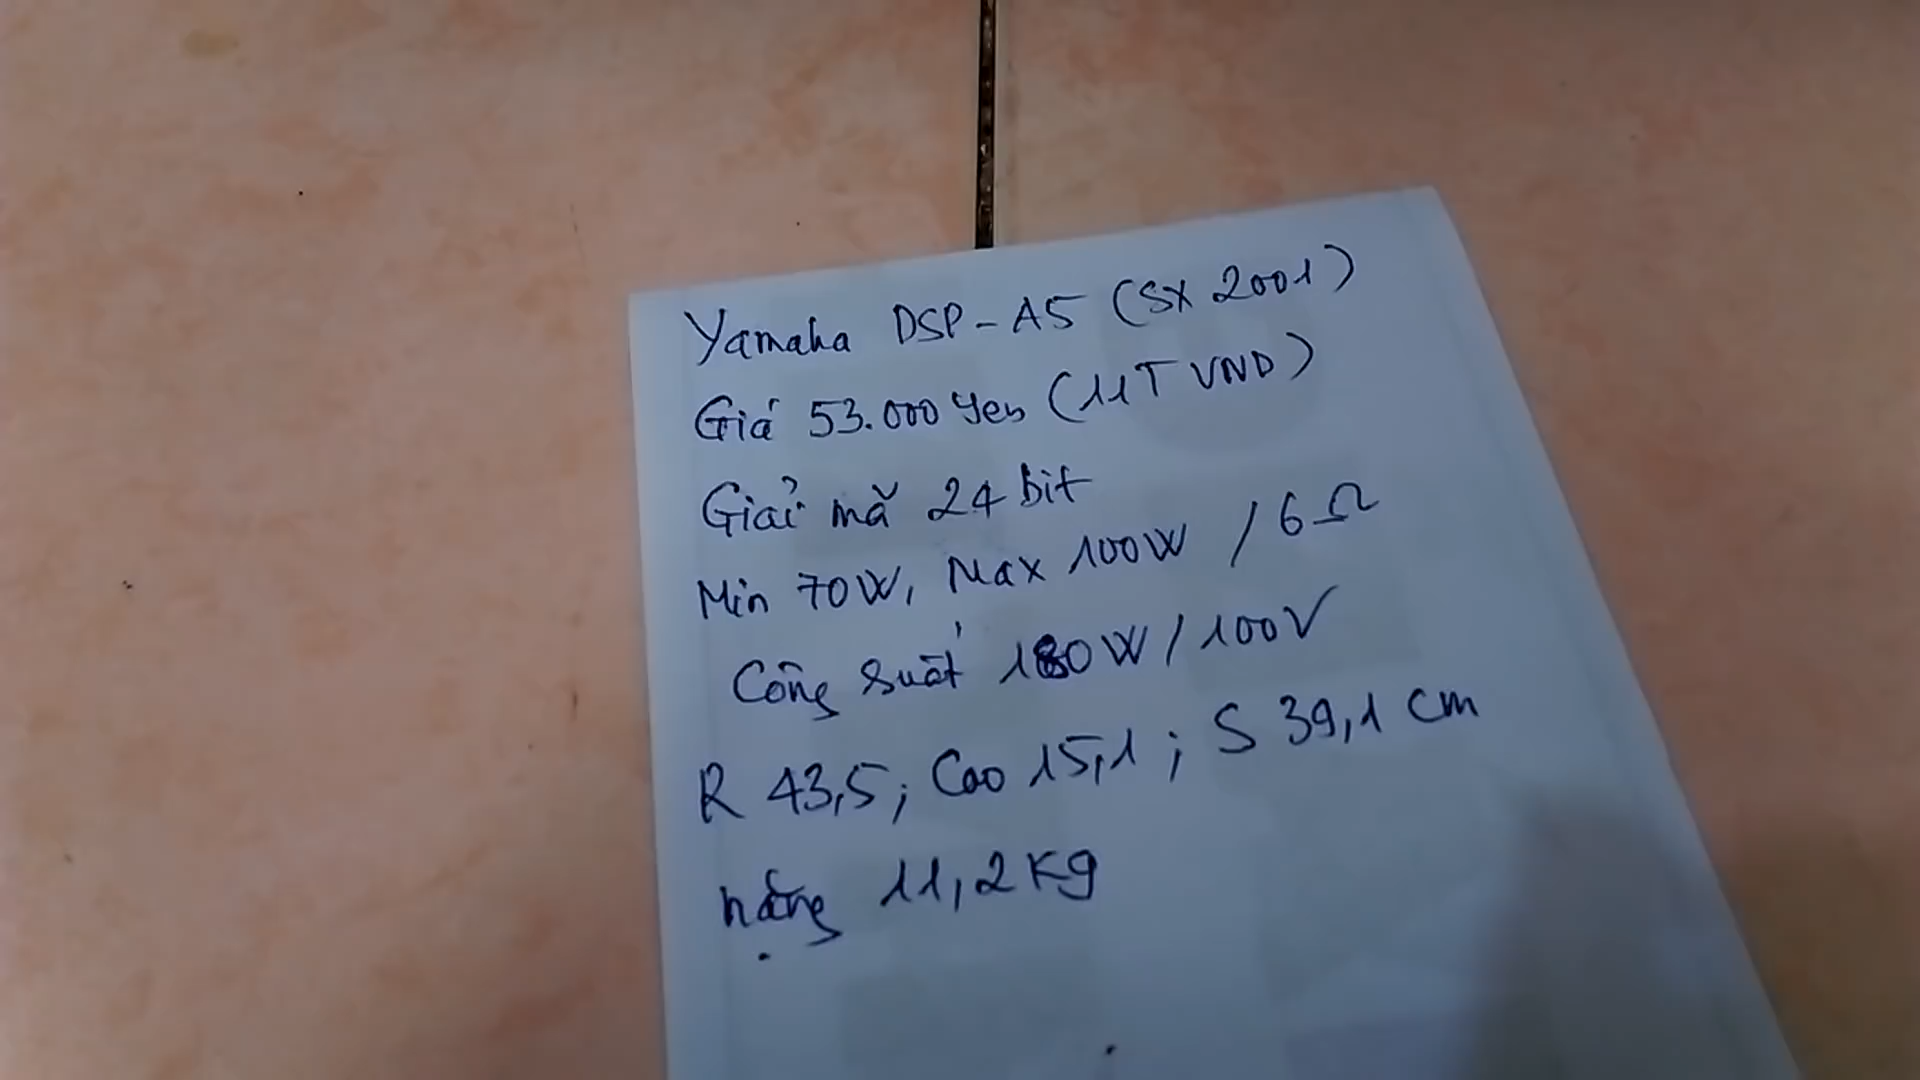 Yamaha DSP-A5 (SX 2001)
Giá 53.000 Yen (11T VND)
Giải mã 24 bit
Min 70W, Max 100W / 6Ω
Công suất 180W / 100V
R 43,5; Cao 15,1; S 39,1 cm
nặng 11,2 Kg